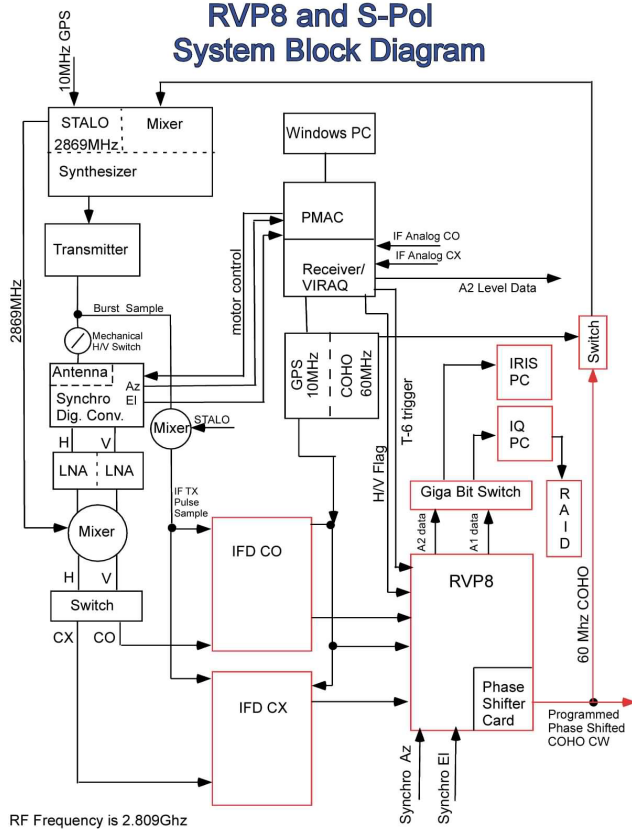 RVP8 and S-Pol
System Block Diagram
10MHz GPS
STALO
2869MHz
Mixer
Synthesizer
Windows PC
PMAC
Receiver/
VIRAQ
IF Analog CO
IF Analog CX
A2 Level Data
Transmitter
2869MHz
Burst Sample
Mechanical
H/V Switch
motor control
Antenna
Az
El
Synchro
Dig. Conv.
H
V
Mixer
STALO
GPS
10MHz
COHO
60MHz
Switch
IRIS
PC
IQ
PC
T-6 trigger
H/V Flag
LNA
LNA
IF TX
Pulse
Sample
Giga Bit Switch
RAID
Mixer
A2 data
A1 data
IFD CO
RVP8
H
V
Switch
CX
CO
60 Mhz COHO
IFD CX
Phase
Shifter
Card
Programmed
Phase Shifted
COHO CW
Synchro Az
Synchro El
RF Frequency is 2.809Ghz